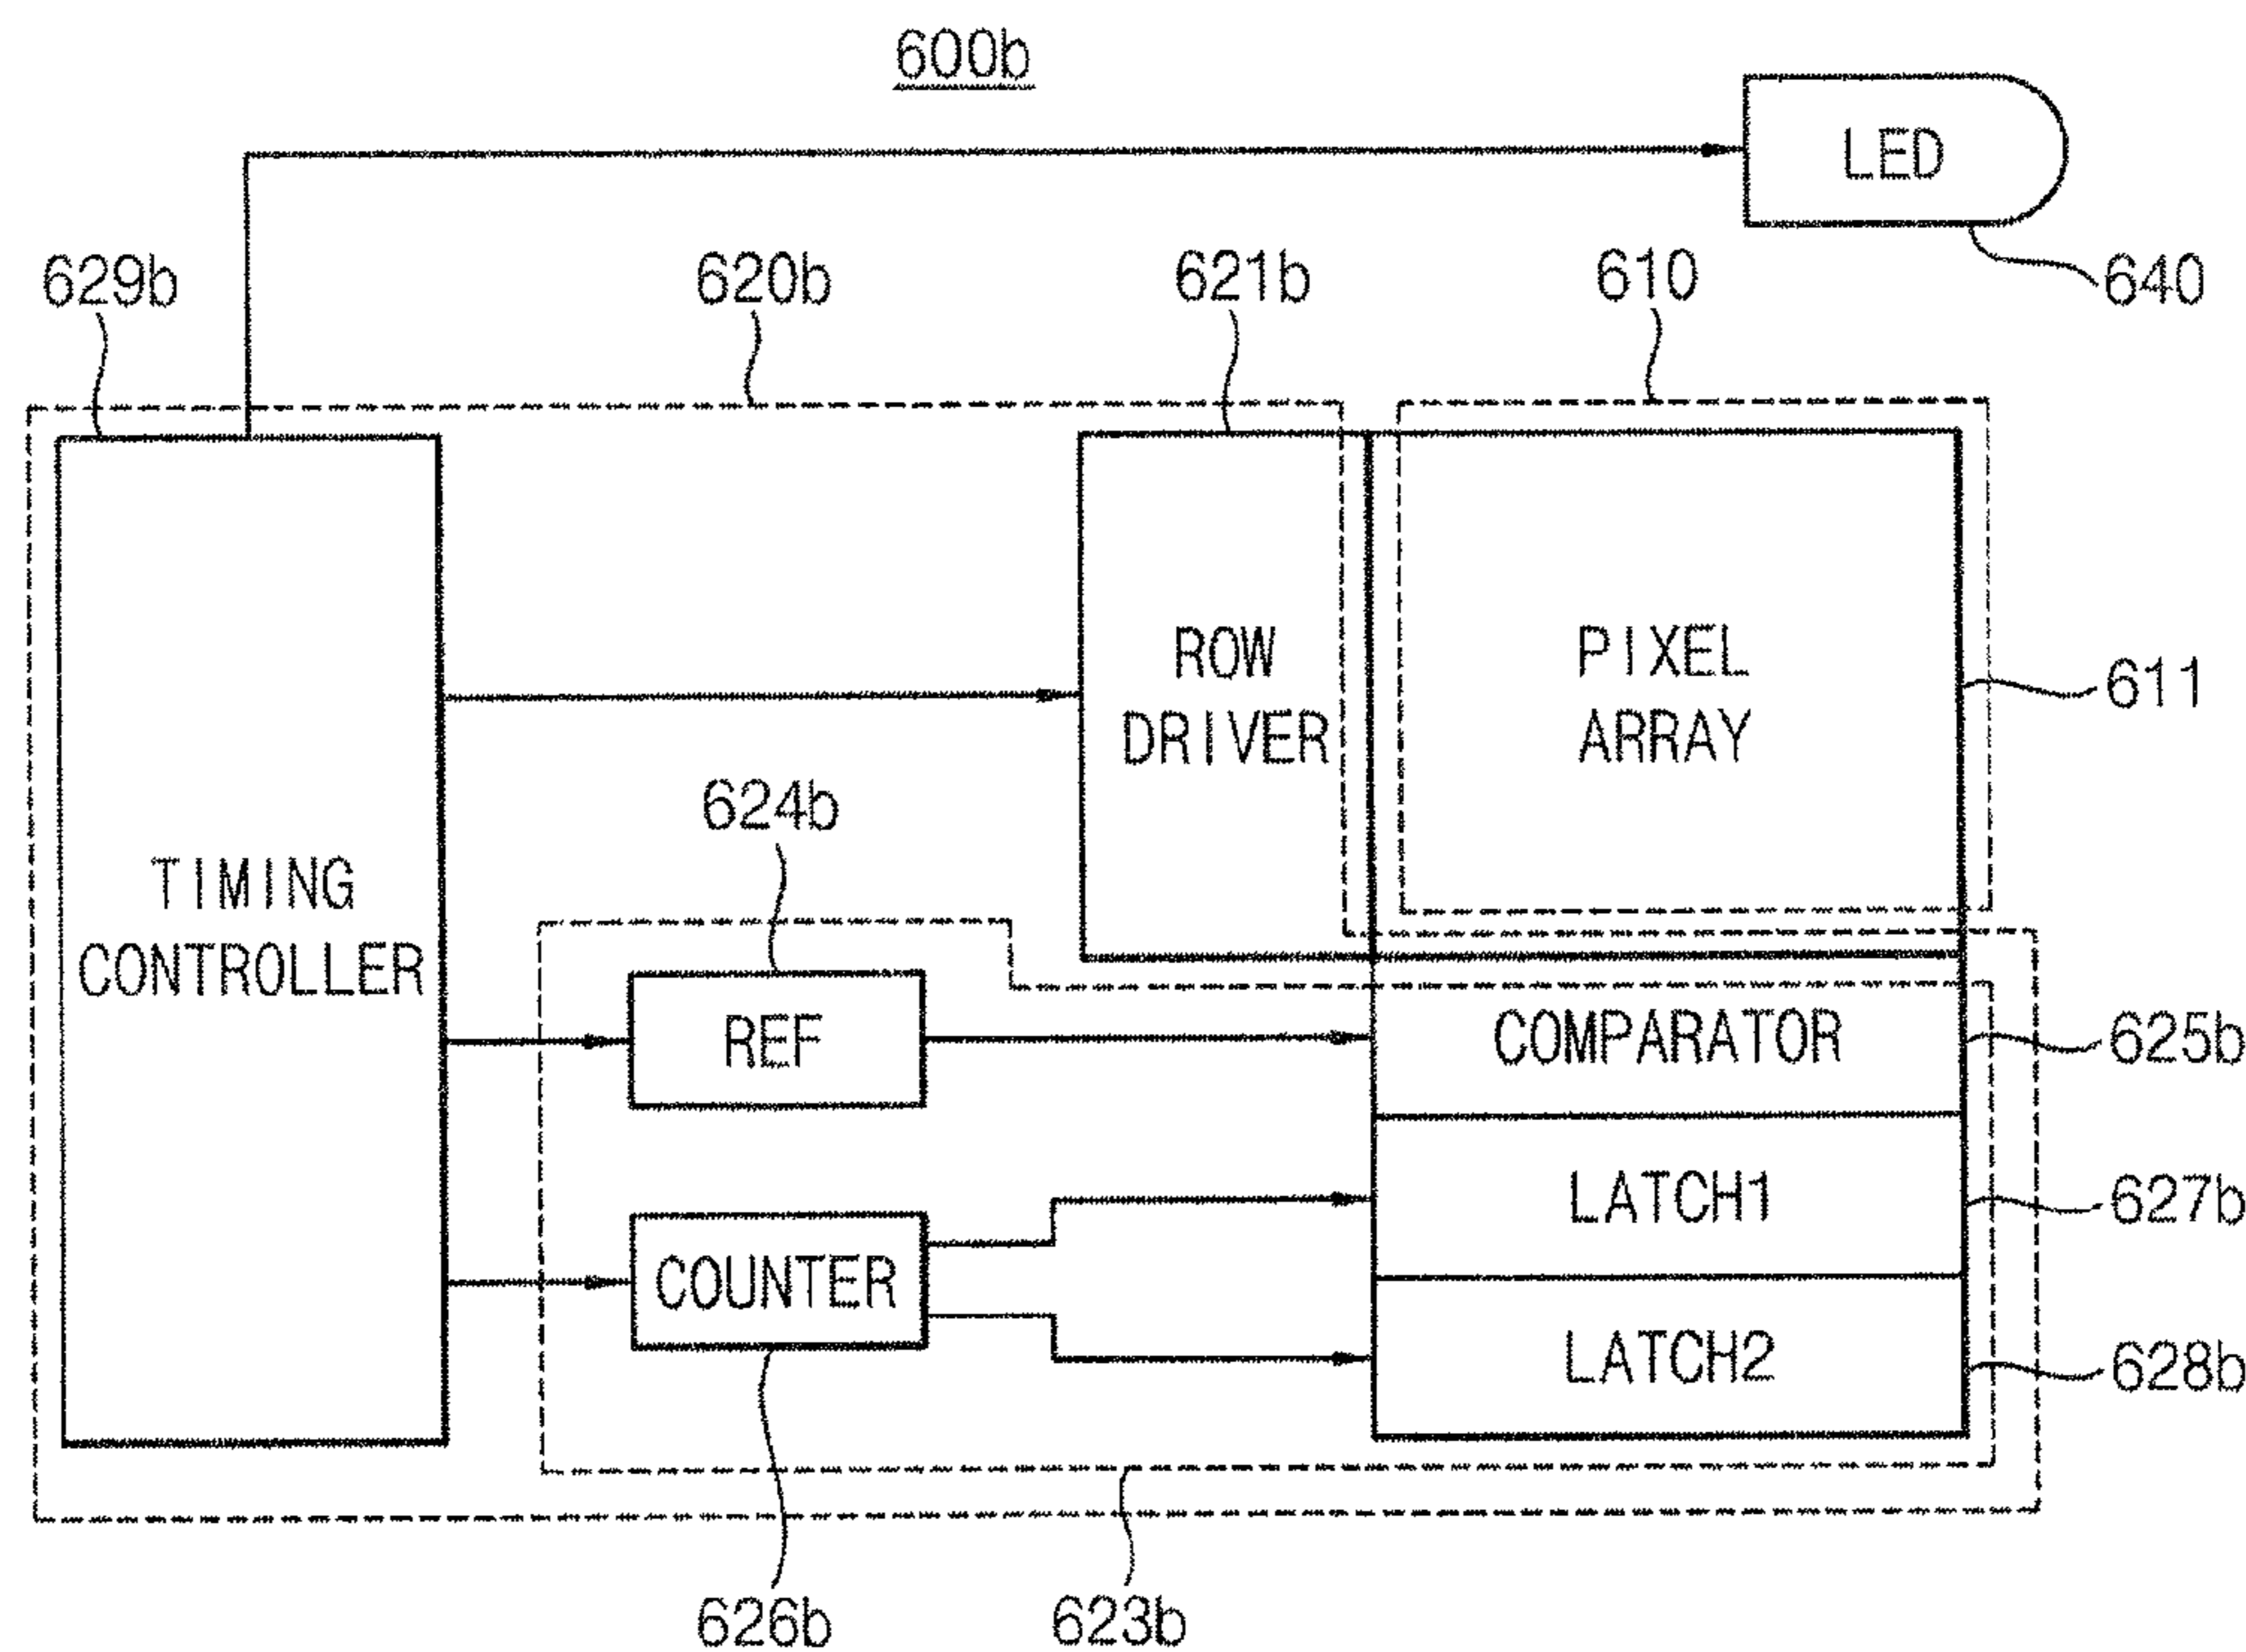 600b
LED
629b
620b
621b
610
640
ROW
DRIVER
PIXEL
ARRAY
611
624b
TIMING
CONTROLLER
REF
COMPARATOR
625b
LATCH1
627b
COUNTER
LATCH2
628b
626b
623b